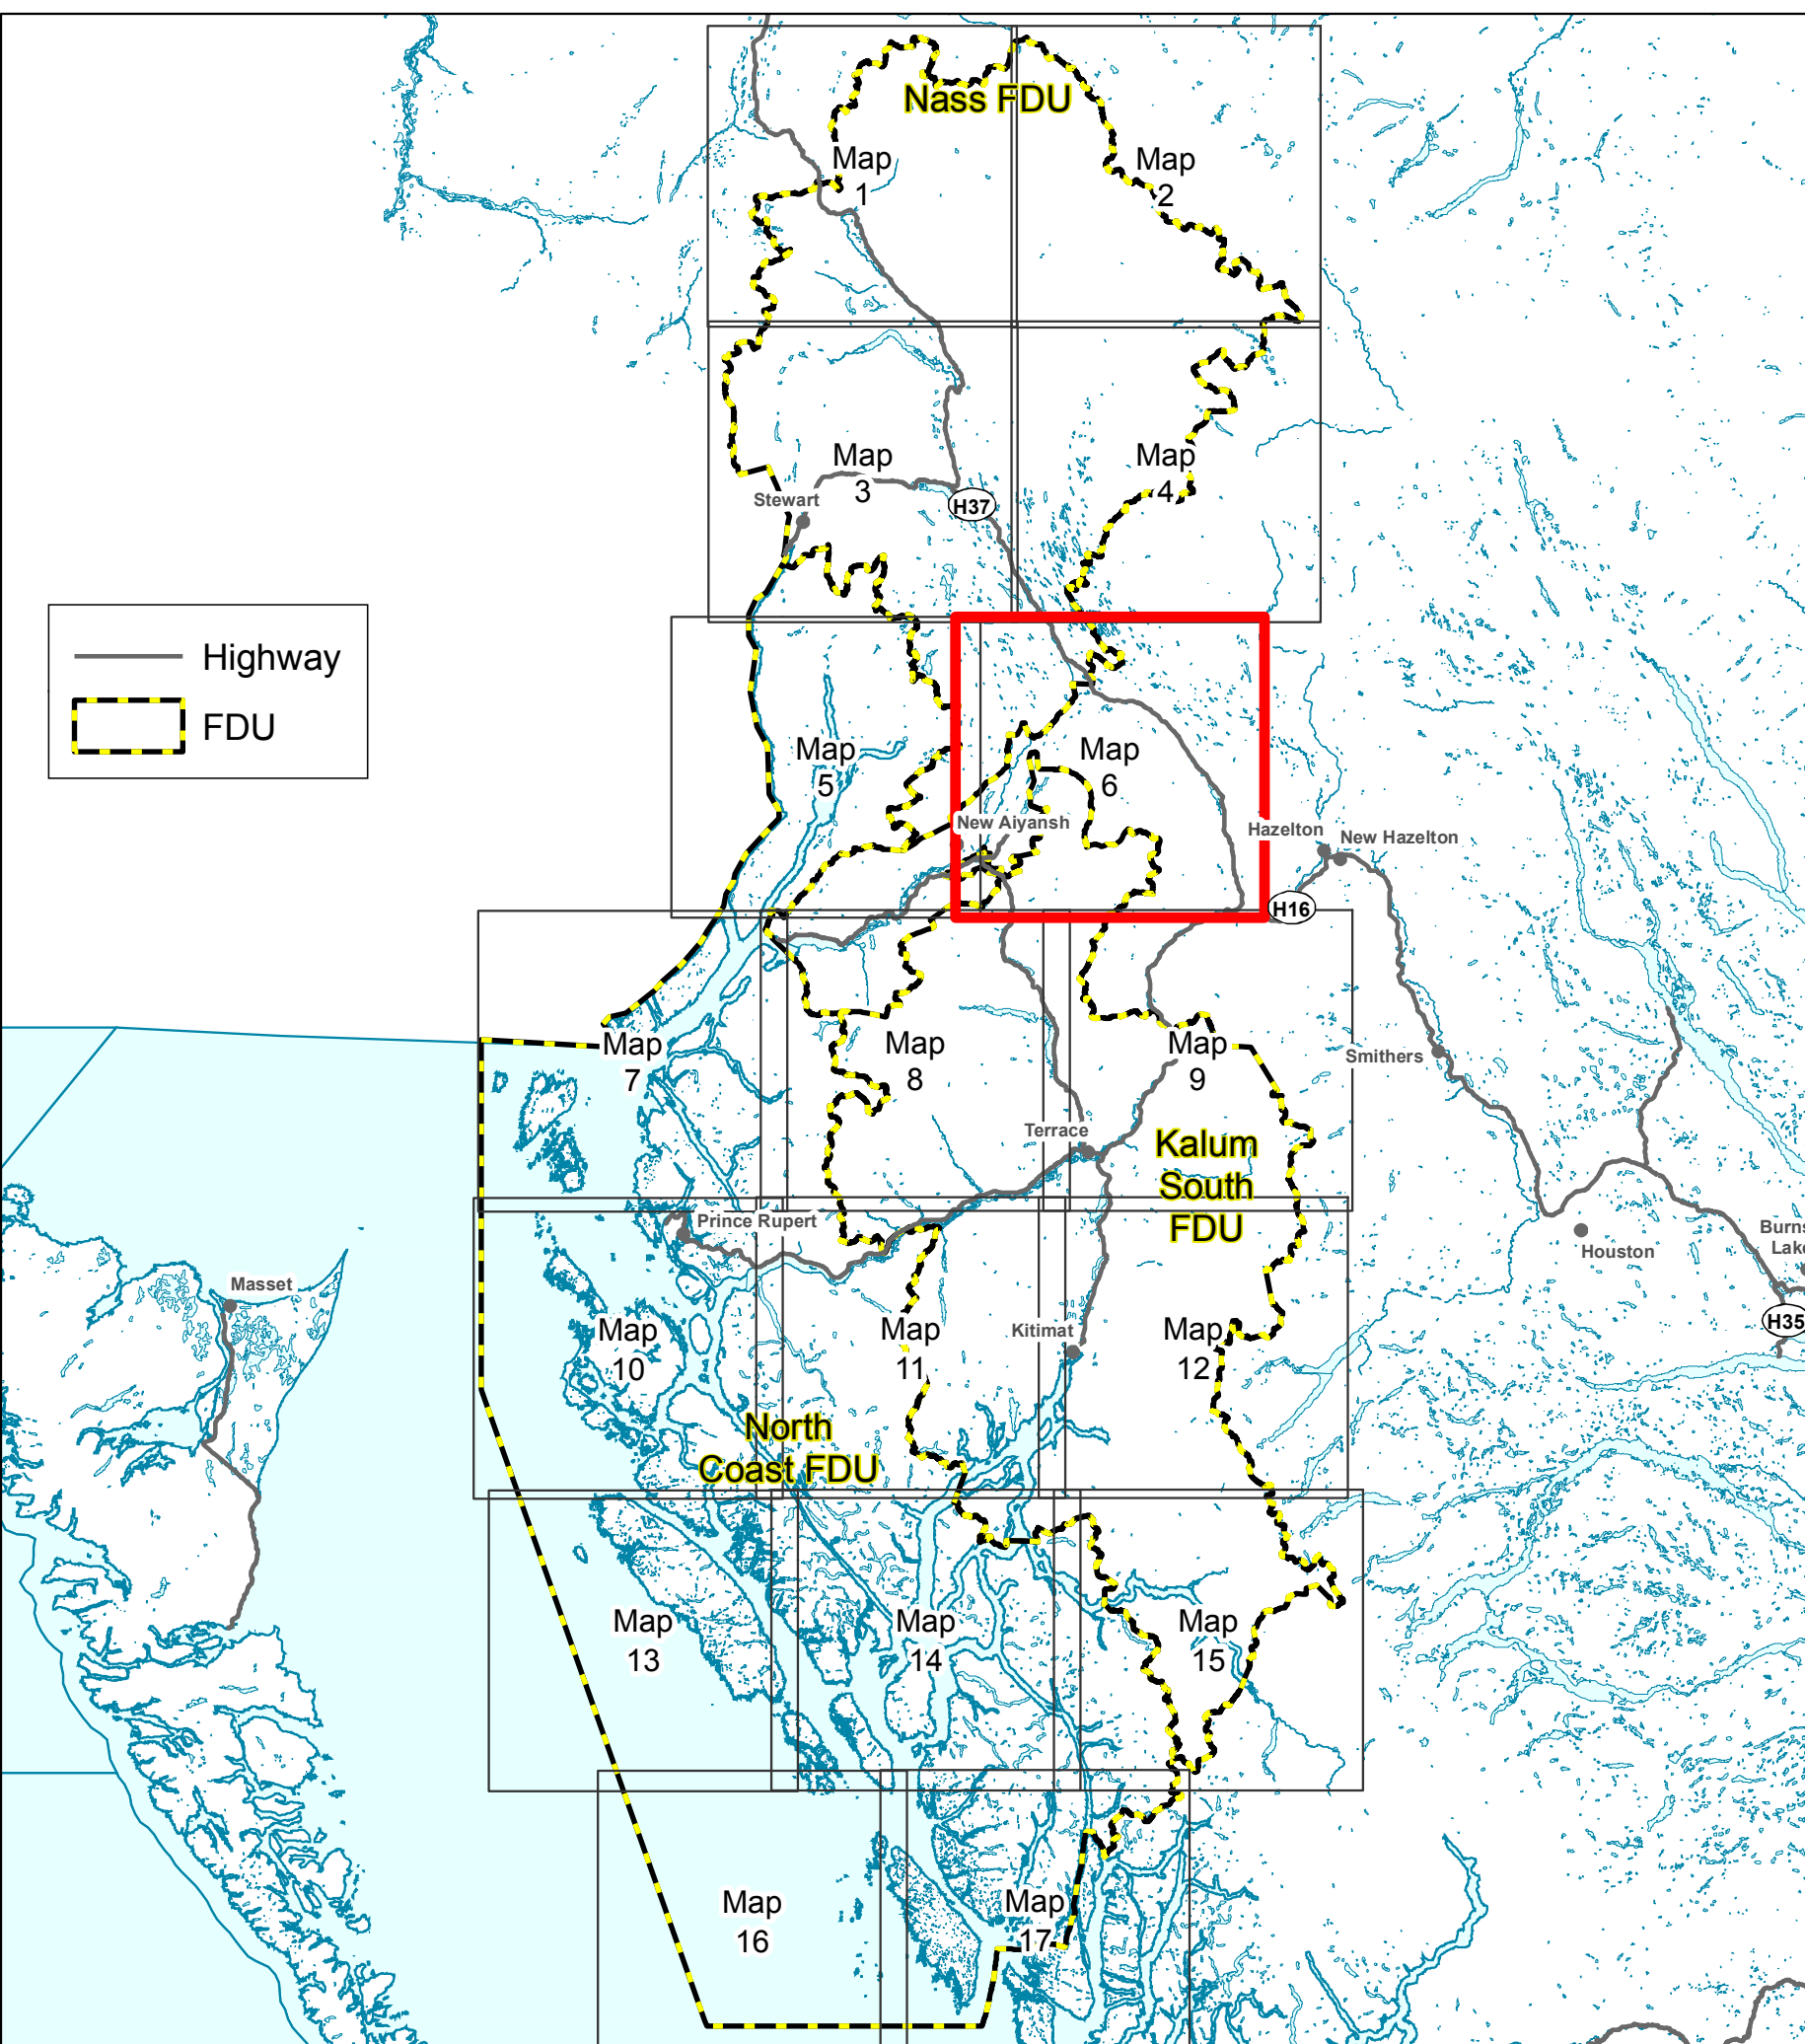 Nass FDU
Map
1
Map
2
Map
3
Map
4
Stewart
H37
Highway
FDU
Map
5
Map
6
New Aiyansh
Hazelton
New Hazelton
H16
Map
7
Map
8
Map
9
Smithers
Terrace
Kalum
South
FDU
Prince Rupert
Houston
Burns
Lake
Masset
Map
10
Map
11
Kitimat
Map
12
H35
North
Coast FDU
Map
13
Map
14
Map
15
Map
16
Map
17